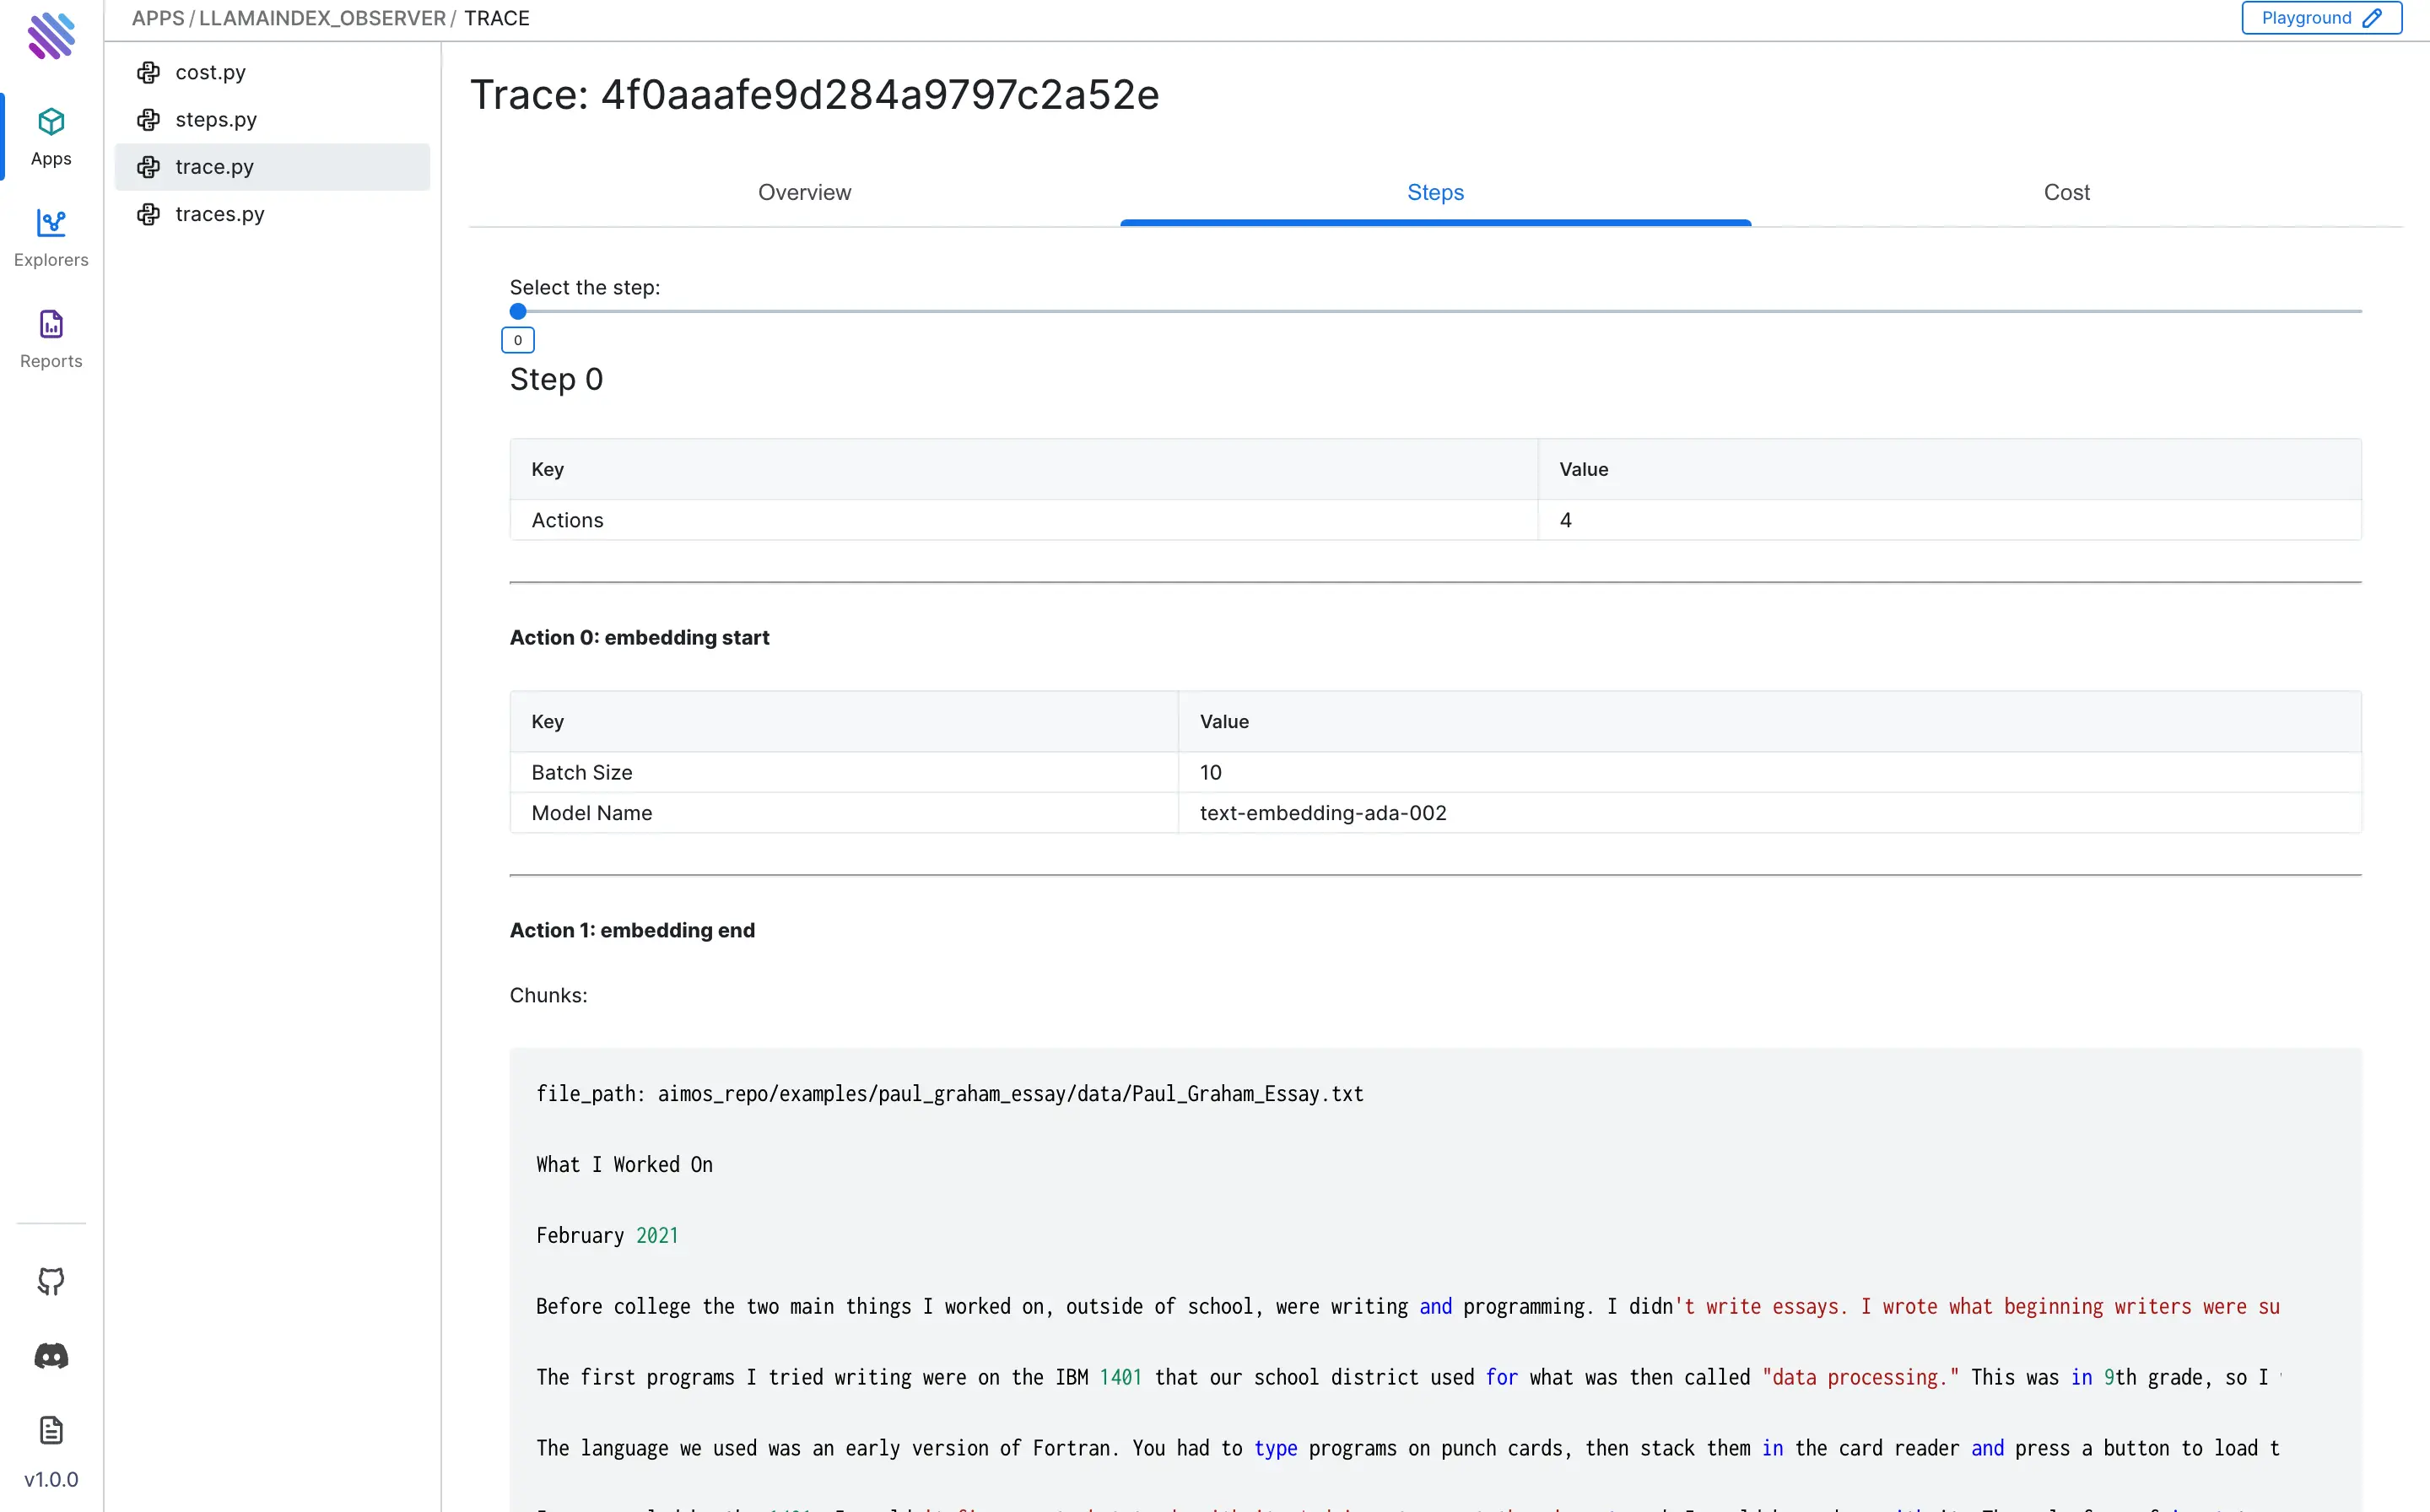 APPS / LLAMAINDEX_OBSERVER / TRACE
Playground
Apps
Explorers
Reports
v1.0.0
cost.py
steps.py
trace.py
traces.py
Trace: 4f0aaafe9d284a9797c2a52e
Overview
Steps
Cost
Select the step:
0
Step 0
Key Value
Actions 4
Action 0: embedding start
Key Value
Batch Size 10
Model Name text-embedding-ada-002
Action 1: embedding end
Chunks:
file_path: aimos_repo/examples/paul_graham_essay/data/Paul_Graham_Essay.txt
What I Worked On
February 2021
Before college the two main things I worked on, outside of school, were writing and programming. I didn't write essays. I wrote what beginning writers were su
The first programs I tried writing were on the IBM 1401 that our school district used for what was then called "data processing." This was in 9th grade, so I
The language we used was an early version of Fortran. You had to type programs on punch cards, then stack them in the card reader and press a button to load t